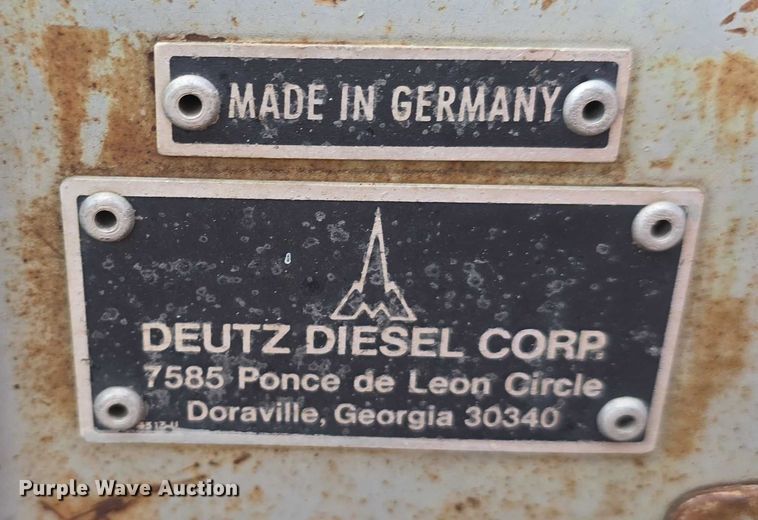 MADE IN GERMANY
DEUTZ DIESEL CORP.
7585 Ponce de Leon Circle
Doraville, Georgia 30340
Purple Wave Auction